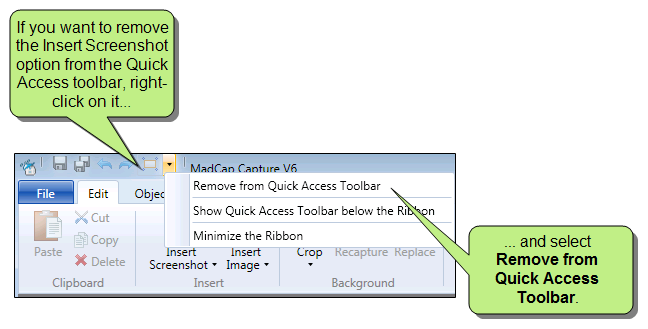 If you want to remove
the Insert Screenshot
option from the Quick
Access toolbar, right-
click on it...
MadCap Capture V6
File
Edit
Objec
Remove from Quick Access Toolbar
Show Quick Access Toolbar below the Ribbon
Minimize the Ribbon
Paste
Cut
Copy
Delete
Clipboard
Insert
Screenshot
Insert
Image
Insert
Crop
Recapture
Replace
Background
... and select
Remove from
Quick Access
Toolbar.